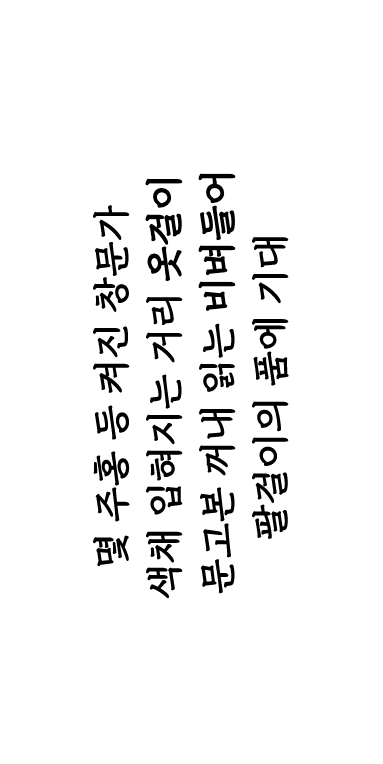 몇 주홍 등 켜진 창문가
색채 입혀지는 거리 옷걸이
문고본 꺼내 읽는 비벼들어
팔걸이의 품에 기대